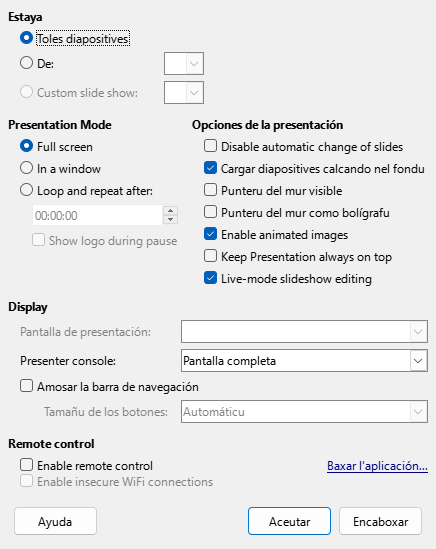 Estaya
Toles diapositives
De:
Custom slide show:
Presentation Mode
Full screen
In a window
Loop and repeat after:
00:00:00
Show logo during pause
Opciones de la presentación
Disable automatic change of slides
Cargar diapositives calcando nel fondu
Punteru del mur visible
Punteru del mur como bolígrafu
Enable animated images
Keep Presentation always on top
Live-mode slideshow editing
Display
Pantalla de presentación:
Presenter console: Pantalla completa
Amosar la barra de navegación
Tamañu de los botones: Automáticu
Remote control
Enable remote control Baxar l'aplicación...
Enable insecure WiFi connections
Ayuda Aceutar Encaboxar